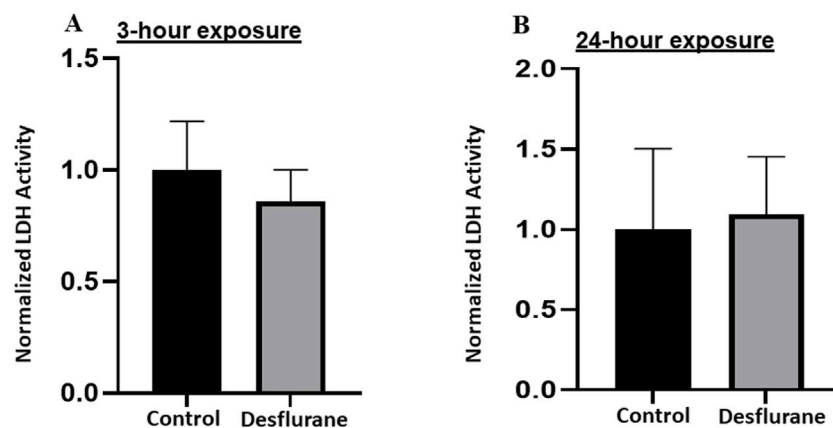 A
3-hour exposure
Normalized LDH Activity
1.5
1.0
0.5
0.0
Control
Desflurane
B
24-hour exposure
Normalized LDH Activity
2.0
1.5
1.0
0.5
0.0
Control
Desflurane